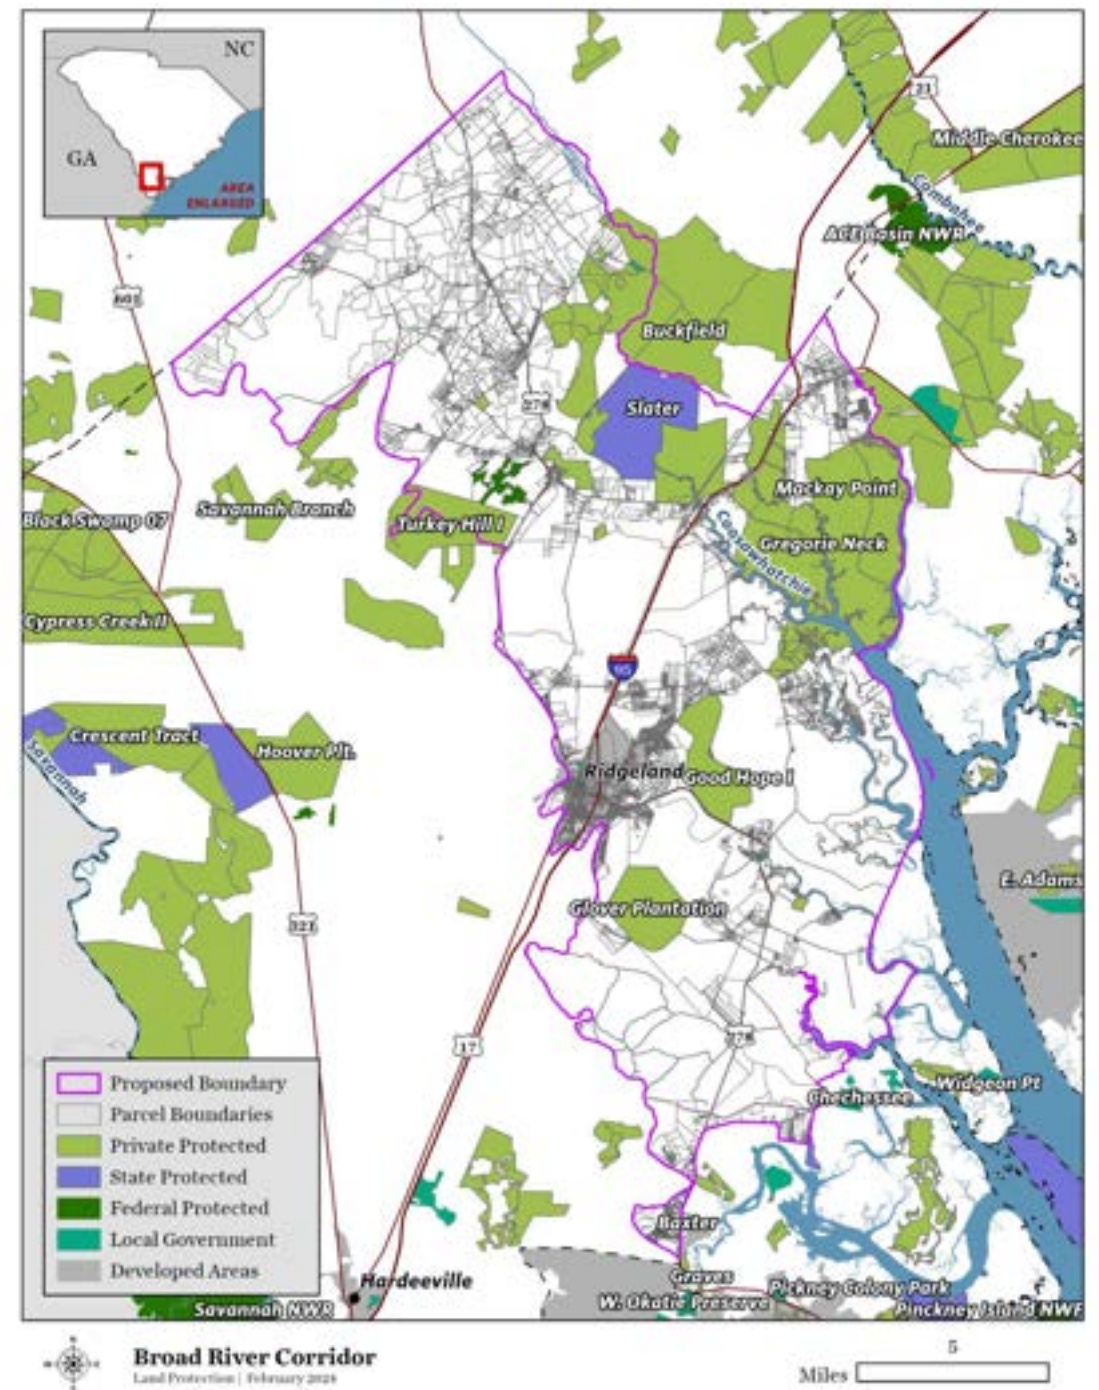 NC
GA
AREA
ENLARGED
21
Middle Cherokee
Combahee
ACE Basin NWR
601
Buckfield
Slater
278
Mackay Point
Savannah Branch
Black Swamp 07
Turkey Hill I
Gregorie Neck
Coosawhatchie
Cypress Creek II
95
Crescent Tract
Hoover Plt.
Savannah
Ridgeland
Good Hope I
E. Adams
Glover Plantation
321
17
278
Widgeon Pt
Chechessee
Proposed Boundary
Parcel Boundaries
Private Protected
State Protected
Federal Protected
Local Government
Developed Areas
Baxter
Graves
Hardeeville
Pickney Colony Park
W. Okatie Preserve
Savannah NWR
Pinckney Island NWF
N
Broad River Corridor
Land Protection | February 2024
5
Miles